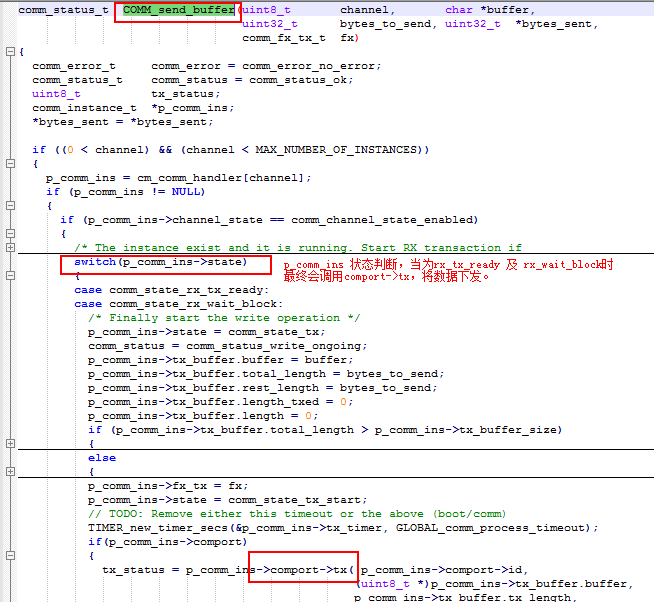 comm_status_t COMM_send_buffer(uint8_t channel, char *buffer,
uint32_t bytes_to_send, uint32_t *bytes_sent,
comm_fx_tx_t fx)
{
comm_error_t comm_error = comm_error_no_error;
comm_status_t comm_status = comm_status_ok;
uint8_t tx_status;
comm_instance_t *p_comm_ins;
*bytes_sent = *bytes_sent;
if ((0 < channel) && (channel < MAX_NUMBER_OF_INSTANCES))
{
p_comm_ins = cm_comm_handler[channel];
if (p_comm_ins != NULL)
{
if (p_comm_ins->channel_state == comm_channel_state_enabled)
{
/* The instance exist and it is running. Start RX transaction if
switch(p_comm_ins->state)
p_comm_ins 状态判断，当为rx_tx_ready 及 rx_wait_block时
最终会调用comport->tx，将数据下发。
{
case comm_state_rx_tx_ready:
case comm_state_rx_wait_block:
/* Finally start the write operation */
p_comm_ins->state = comm_state_tx;
comm_status = comm_status_write_ongoing;
p_comm_ins->tx_buffer.buffer = buffer;
p_comm_ins->tx_buffer.total_length = bytes_to_send;
p_comm_ins->tx_buffer.rest_length = bytes_to_send;
p_comm_ins->tx_buffer.length_txed = 0;
p_comm_ins->tx_buffer.length = 0;
if (p_comm_ins->tx_buffer.total_length > p_comm_ins->tx_buffer_size)
{
else
{
p_comm_ins->fx_tx = fx;
p_comm_ins->state = comm_state_tx_start;
// TODO: Remove either this timeout or the above (boot/comm)
TIMER_new_timer_secs(&p_comm_ins->tx_timer, GLOBAL_comm_process_timeout);
if(p_comm_ins->comport)
{
tx_status = p_comm_ins->comport->tx( p_comm_ins->comport->id,
(uint8_t *)p_comm_ins->tx_buffer.buffer,
p_comm_ins->tx_buffer.tx_length,